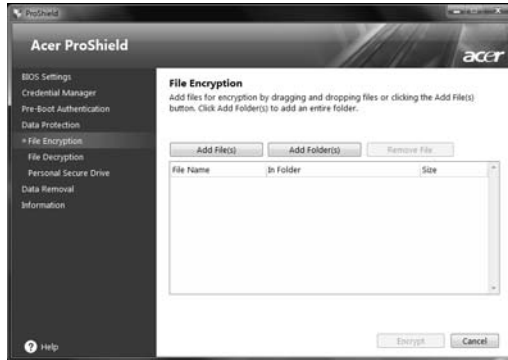 ProShield
Acer ProShield
acer
BIOS Settings
Credential Manager
Pre-Boot Authentication
Data Protection
File Encryption
File Decryption
Personal Secure Drive
Data Removal
Information
Help
File Encryption
Add files for encryption by dragging and dropping files or clicking the Add File(s)
button. Click Add Folder(s) to add an entire folder.
Add File(s) Add Folder(s) Remove File
File Name In Folder Size
Encrypt Cancel